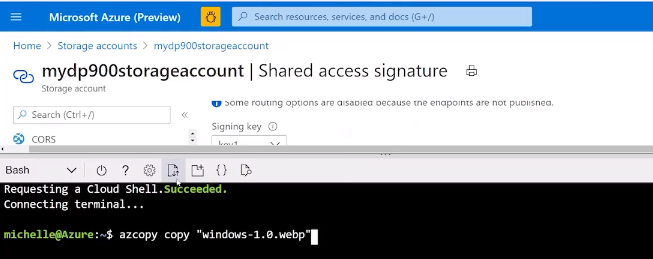 Microsoft Azure (Preview)
Search resources, services, and docs (G+/)
Home > Storage accounts > mydp900storageaccount
mydp900storageaccount | Shared access signature
Storage account
Search (Ctrl+/)
«
Some routing options are disabled because the endpoints are not published.
Signing key
CORS
key1
Bash
?
{}
Requesting a Cloud Shell.Succeeded.
Connecting terminal...
michelle@Azure:~$ azcopy copy "windows-1.0.webp"